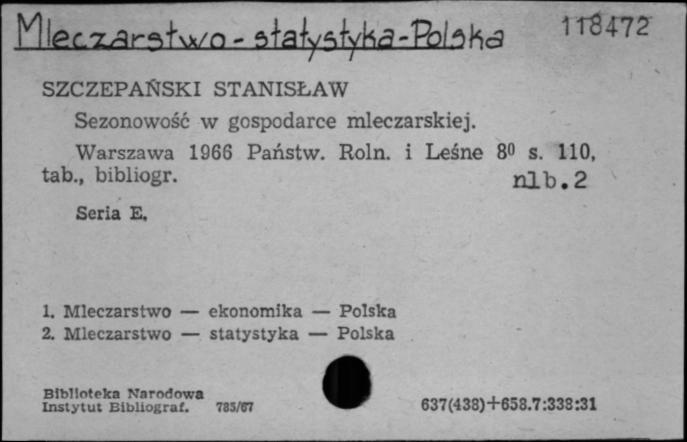 Mleczarstwo - statystyka - Polska 118472
SZCZEPAŃSKI STANISŁAW
Sezonowość w gospodarce mleczarskiej.
Warszawa 1966 Państw. Roln. i Leśne 8⁰ s. 110,
tab., bibliogr. nlb.2
Seria E.
1. Mleczarstwo — ekonomika — Polska
2. Mleczarstwo — statystyka — Polska
Biblioteka Narodowa
Instytut Bibliograf. 785/67 637(438)+658.7:338:31